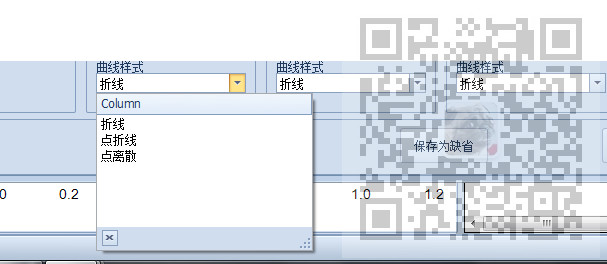 曲线样式 曲线样式 曲线样式
折线 折线 折线
Column
折线
点折线
点离散
保存为缺省
0 0.2 1.0 1.2